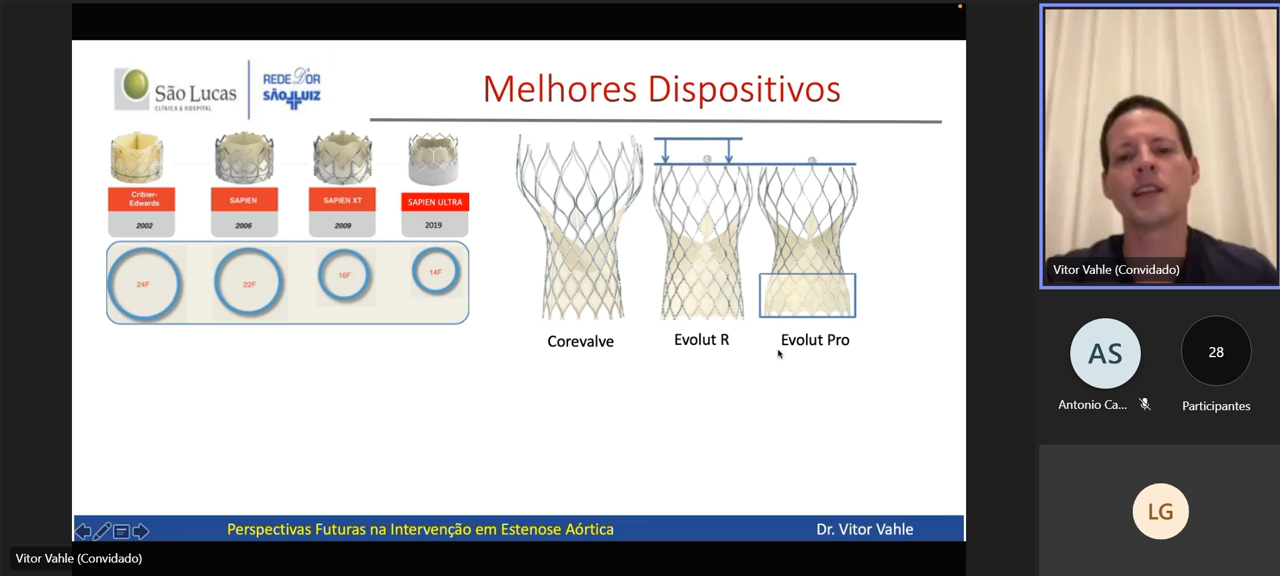 São Lucas
CLÍNICA & HOSPITAL
REDE D'OR
SÃO LUIZ
Melhores Dispositivos
Cribier-
Edwards
2002
SAPIEN
2006
SAPIEN XT
2009
SAPIEN ULTRA
2019
24F
22F
16F
14F
Corevalve
Evolut R
Evolut Pro
Perspectivas Futuras na Intervenção em Estenose Aórtica
Dr. Vitor Vahle
Vitor Vahle (Convidado)
Vitor Vahle (Convidado)
AS
Antonio Ca...
28
Participantes
LG